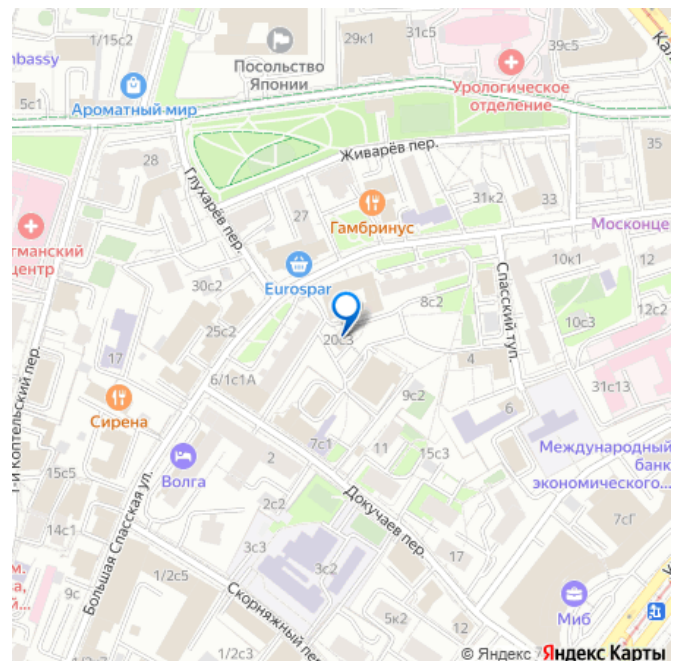 1/15с2
29к1
31с5
39с5
Посольство
Японии
mbassy
5с1
Ароматный мир
Урологическое
отделение
28
Живарёв пер.
35
Глухарёв пер.
27
31к2
33
Гамбринус
Москонце
гманский
центр
Eurospar
30с2
10к1
12
Спасский туп.
8с2
25с2
20с3
10с3
12с2
17
4
6/1с1А
9с2
31с13
Сирена
6
7с1
11
Международный
банк
экономического...
1-й Коптельский пер.
Волга
2
15с3
15с5
Докучаев пер.
2с2
7сГ
Большая Спасская ул.
14с1
3с3
17
3с2
1/2с5
9с
Скорняжный пер
5к2
Миб
12
1/2с3
© Яндекс
Яндекс Карты